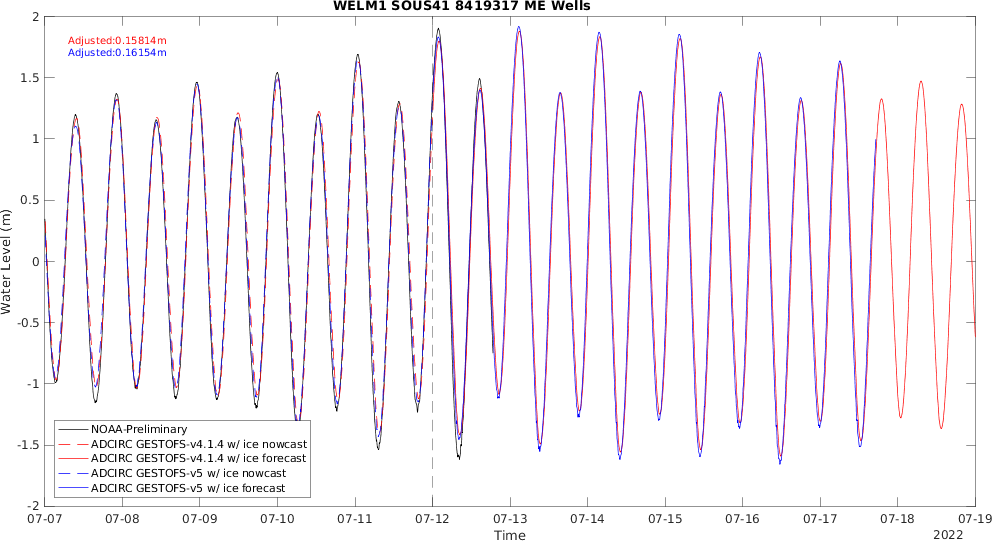 WELM1 SOUS41 8419317 ME Wells
Adjusted:0.15814m
Adjusted:0.16154m
Water Level (m)
2
1.5
1
0.5
0
-0.5
-1
-1.5
-2
NOAA-Preliminary
ADCIRC GESTOFS-v4.1.4 w/ ice nowcast
ADCIRC GESTOFS-v4.1.4 w/ ice forecast
ADCIRC GESTOFS-v5 w/ ice nowcast
ADCIRC GESTOFS-v5 w/ ice forecast
07-07 07-08 07-09 07-10 07-11 07-12 07-13 07-14 07-15 07-16 07-17 07-18 07-19
Time
2022